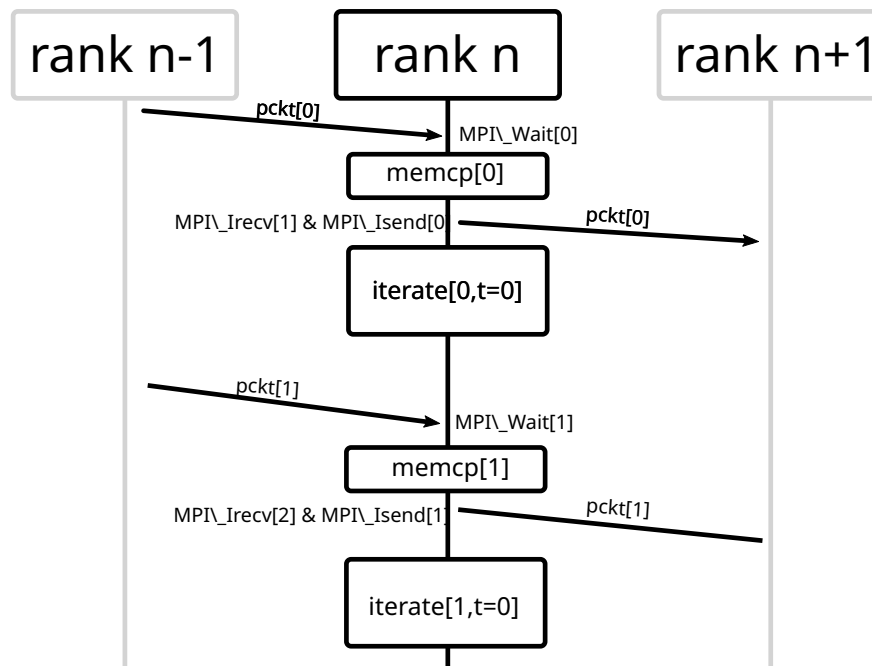 rank n-1
rank n
rank n+1
pckt[0]
MPI\_Wait[0]
memcp[0]
MPI\_Irecv[1] & MPI\_Isend[0]
pckt[0]
iterate[0,t=0]
pckt[1]
MPI\_Wait[1]
memcp[1]
MPI\_Irecv[2] & MPI\_Isend[1]
pckt[1]
iterate[1,t=0]